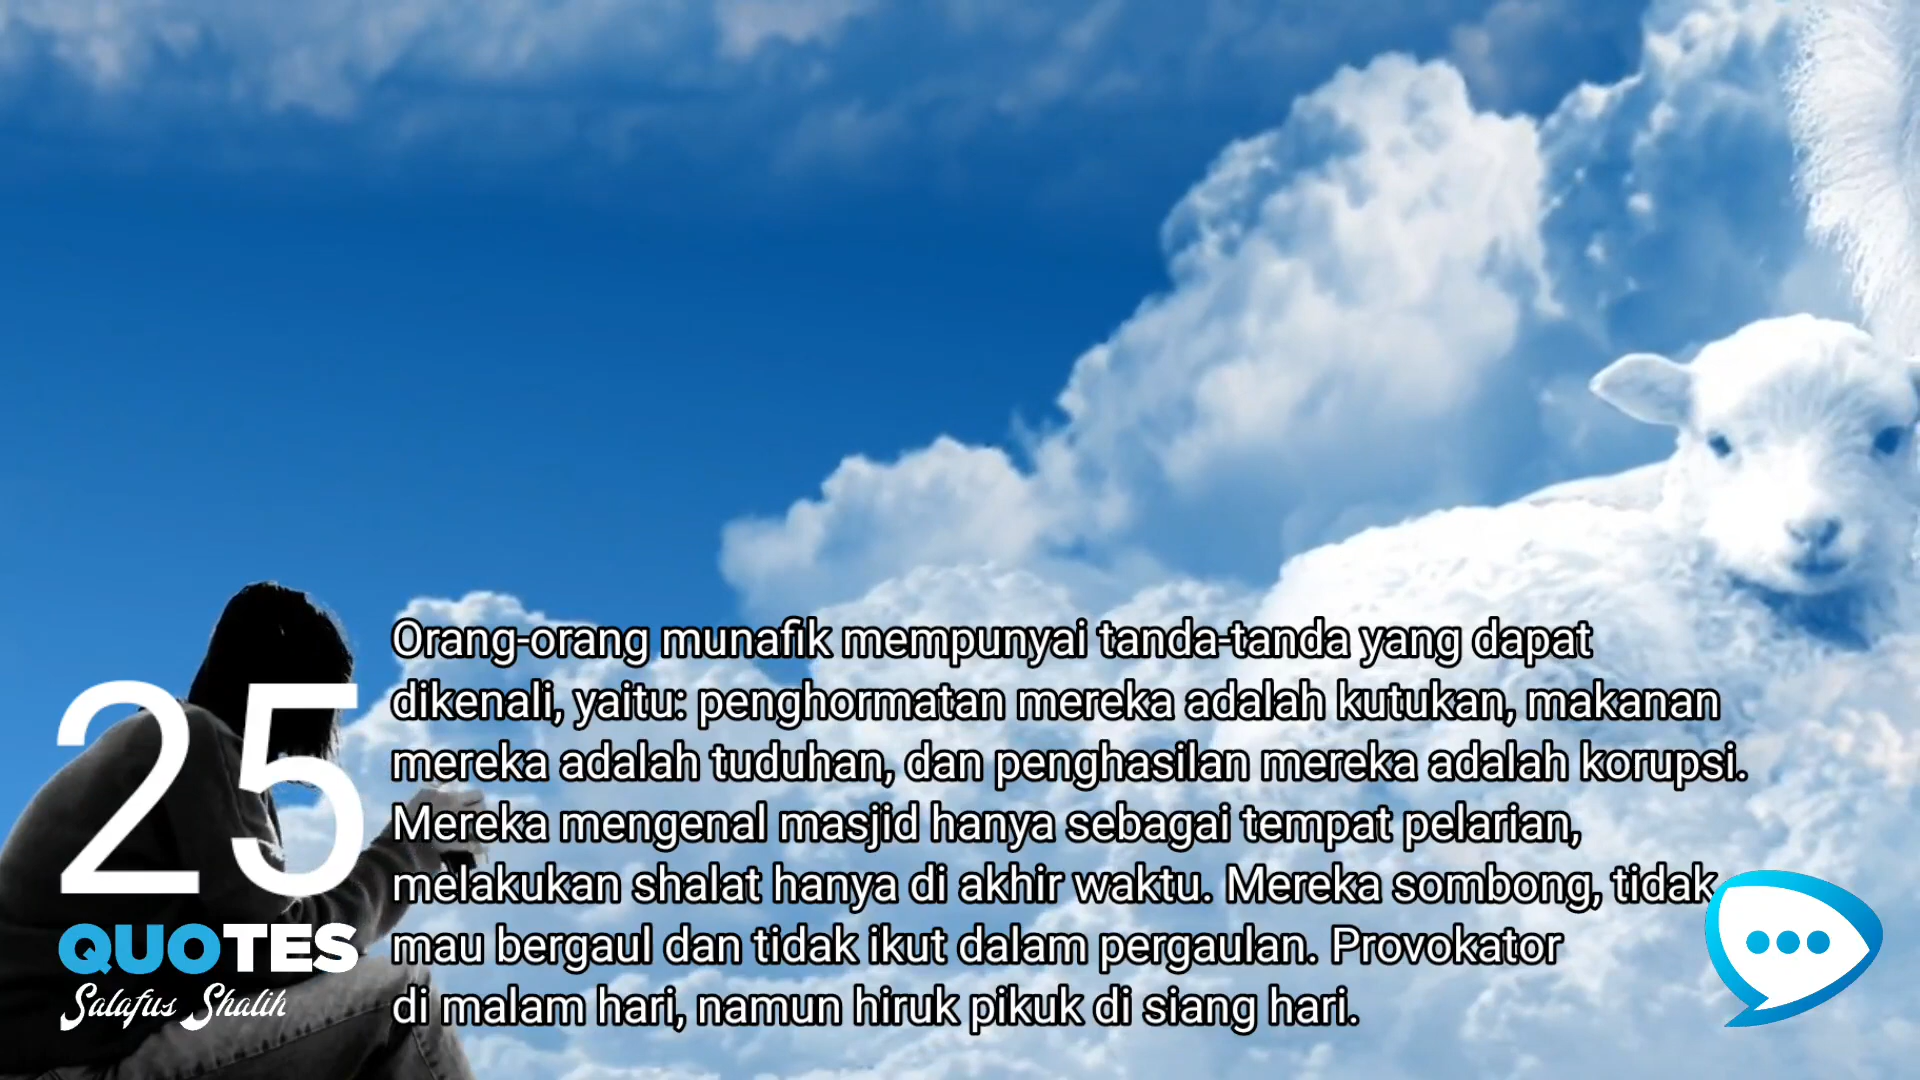 Orang-orang munafik mempunyai tanda-tanda yang dapat
dikenali, yaitu: penghormatan mereka adalah kutukan, makanan
mereka adalah tuduhan, dan penghasilan mereka adalah korupsi.
Mereka mengenal masjid hanya sebagai tempat pelarian,
melakukan shalat hanya di akhir waktu. Mereka sombong, tidak
mau bergaul dan tidak ikut dalam pergaulan. Provokator
di malam hari, namun hiruk pikuk di siang hari.
25
QUOTES
Salafus Shalih